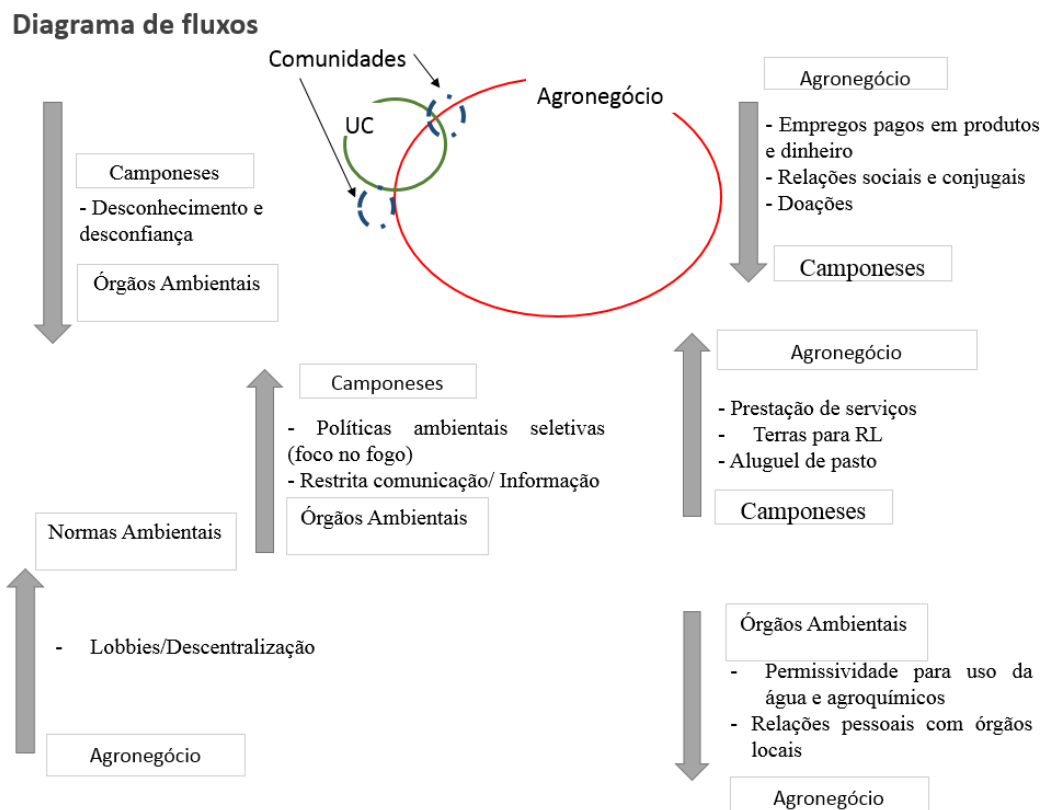 Diagrama de fluxos
Comunidades
UC
Agronegócio
Camponeses
- Desconhecimento e
desconfiança
Órgãos Ambientais
Agronegócio
- Empregos pagos em produtos
e dinheiro
- Relações sociais e conjugais
- Doações
Camponeses
Camponeses
- Políticas ambientais seletivas
(foco no fogo)
- Restrita comunicação/ Informação
Órgãos Ambientais
Agronegócio
- Prestação de serviços
- Terras para RL
- Aluguel de pasto
Camponeses
Normas Ambientais
- Lobbies/Descentralização
Agronegócio
Órgãos Ambientais
- Permissividade para uso da
água e agroquímicos
- Relações pessoais com órgãos
locais
Agronegócio